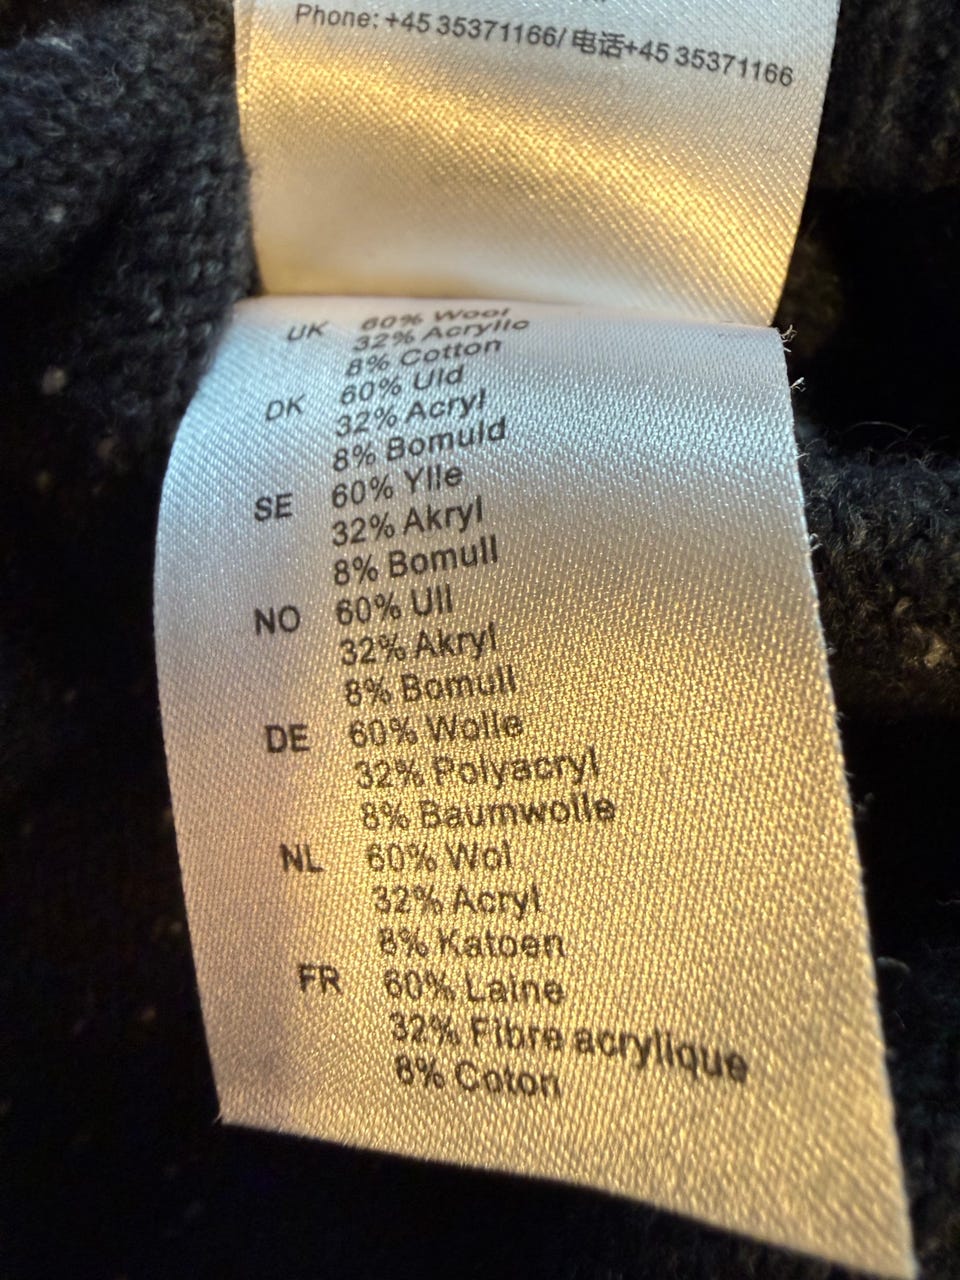 Phone: +45 35371166/ 电话+45 35371166
UK 60% Wool
32% Acrylic
8% Cotton
DK 60% Uld
32% Acryl
8% Bomuld
SE 60% Ylle
32% Akryl
8% Bomull
NO 60% Ull
32% Akryl
8% Bomull
DE 60% Wolle
32% Polyacryl
8% Baumwolle
NL 60% Wol
32% Acryl
8% Katoen
FR 60% Laine
32% Fibre acrylique
8% Coton